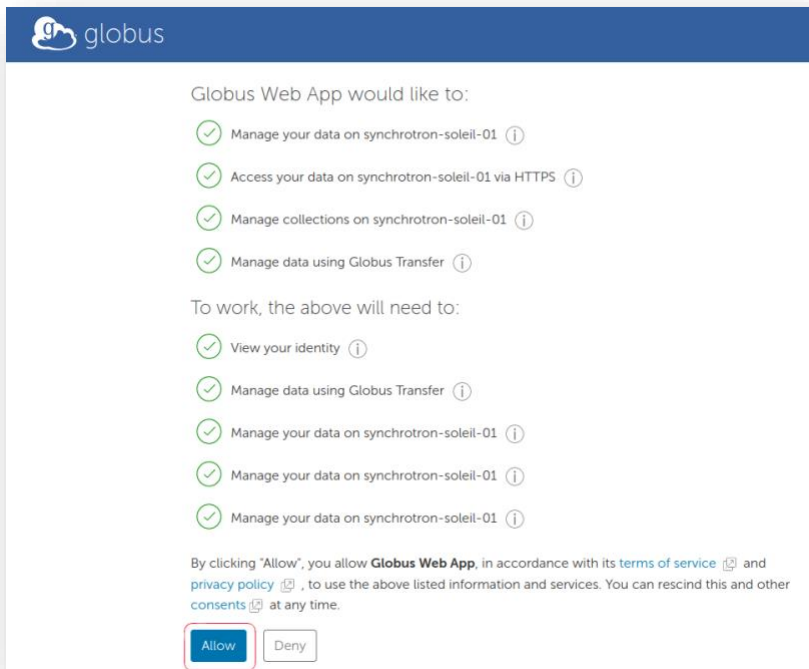 globus
Globus Web App would like to:
Manage your data on synchrotron-soleil-01
Access your data on synchrotron-soleil-01 via HTTPS
Manage collections on synchrotron-soleil-01
Manage data using Globus Transfer
To work, the above will need to:
View your identity
Manage data using Globus Transfer
Manage your data on synchrotron-soleil-01
Manage your data on synchrotron-soleil-01
Manage your data on synchrotron-soleil-01
By clicking "Allow", you allow Globus Web App, in accordance with its terms of service and
privacy policy , to use the above listed information and services. You can rescind this and other
consents at any time.
Allow Deny